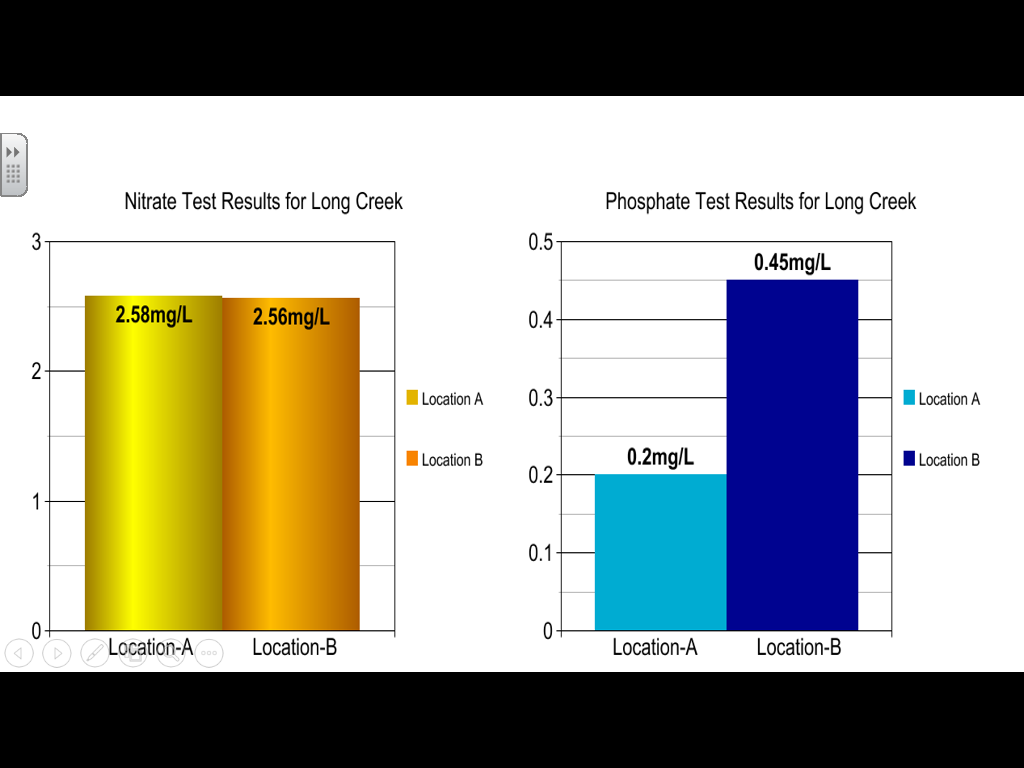 Nitrate Test Results for Long Creek
3
2
1
0
2.58mg/L
2.56mg/L
Location-A
Location-B
Location A
Location B
Phosphate Test Results for Long Creek
0.5
0.4
0.3
0.2
0.1
0
0.2mg/L
0.45mg/L
Location-A
Location-B
Location A
Location B